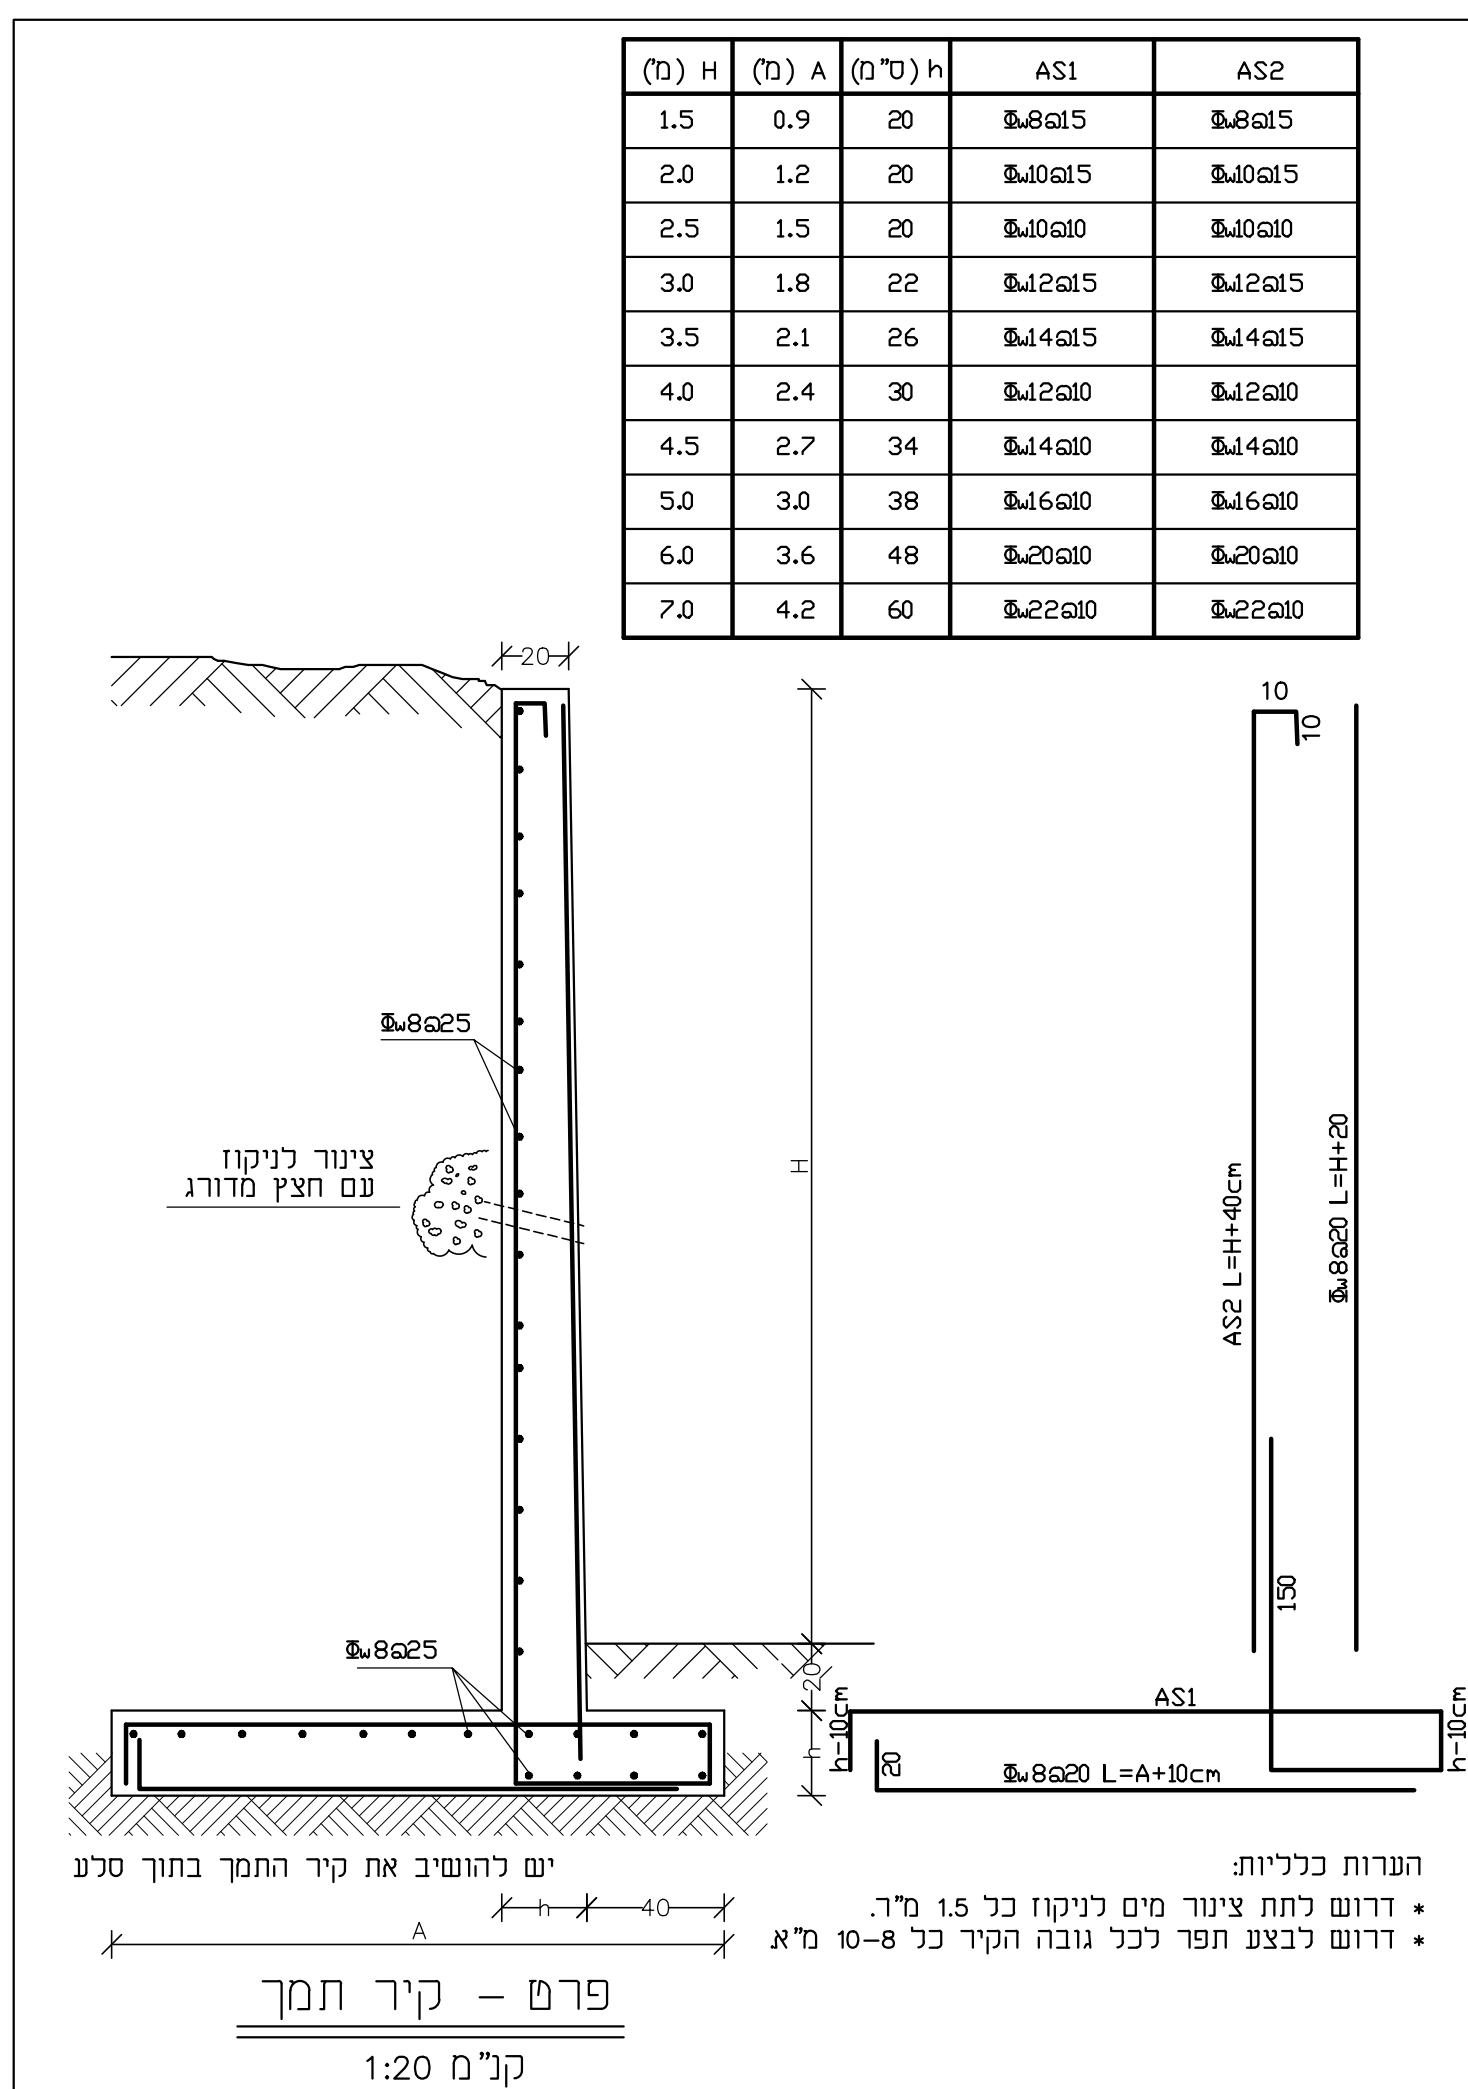 H (מ') A (מ') h (ס"מ) AS1 AS2
1.5 0.9 20 Φw8@15 Φw8@15
2.0 1.2 20 Φw10@15 Φw10@15
2.5 1.5 20 Φw10@10 Φw10@10
3.0 1.8 22 Φw12@15 Φw12@15
3.5 2.1 26 Φw14@15 Φw14@15
4.0 2.4 30 Φw12@10 Φw12@10
4.5 2.7 34 Φw14@10 Φw14@10
5.0 3.0 38 Φw16@10 Φw16@10
6.0 3.6 48 Φw20@10 Φw20@10
7.0 4.2 60 Φw22@10 Φw22@10
20
10
10
Φw8@25
צינור לניקוז
עם חצץ מדורג
H
AS2 L=H+40cm
Φw8@20 L=H+20
150
Φw8@25
20
h
AS1
h-10cm
20
Φw8@20 L=A+10cm
h-10cm
יש להושיב את קיר התמך בתוך סלע
h
40
A
הערות כלליות:
* דרוש לתת צינור מים לניקוז כל 1.5 מ"ר.
* דרוש לבצע תפר לכל גובה הקיר כל 10-8 מ"א.
פרט - קיר תמך
קנ"מ 1:20